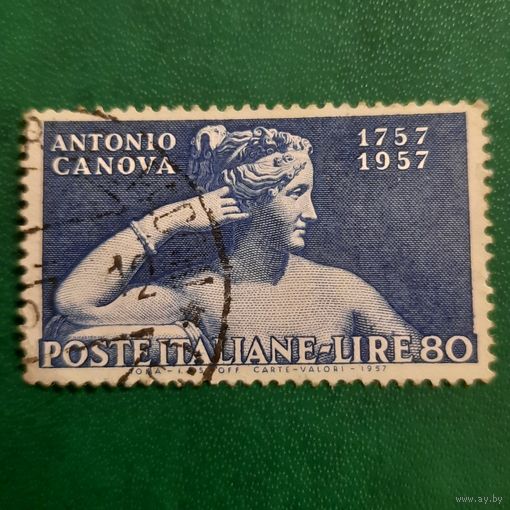 ANTONIO
CANOVA
1757
1957
POSTE ITALIANE-LIRE 80
CARTE-VALORI - 1957
www.ay.by